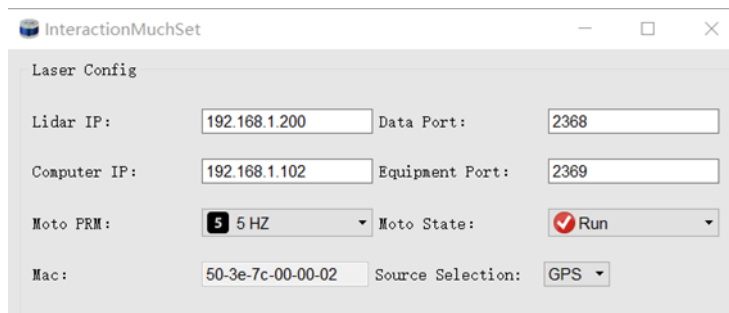 InteractionMuchSet
Laser Config
Lidar IP: 192.168.1.200 Data Port: 2368
Computer IP: 192.168.1.102 Equipment Port: 2369
Moto PRM: 5 5 HZ Moto State: Run
Mac: 50-3e-7c-00-00-02 Source Selection: GPS